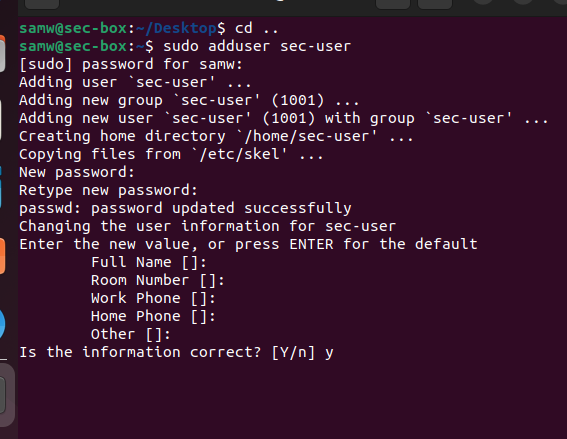 samw@sec-box:~/Desktop$ cd ..
samw@sec-box:~$ sudo adduser sec-user
[sudo] password for samw:
Adding user `sec-user' ...
Adding new group `sec-user' (1001) ...
Adding new user `sec-user' (1001) with group `sec-user' ...
Creating home directory `/home/sec-user' ...
Copying files from `/etc/skel' ...
New password:
Retype new password:
passwd: password updated successfully
Changing the user information for sec-user
Enter the new value, or press ENTER for the default
Full Name []:
Room Number []:
Work Phone []:
Home Phone []:
Other []:
Is the information correct? [Y/n] y